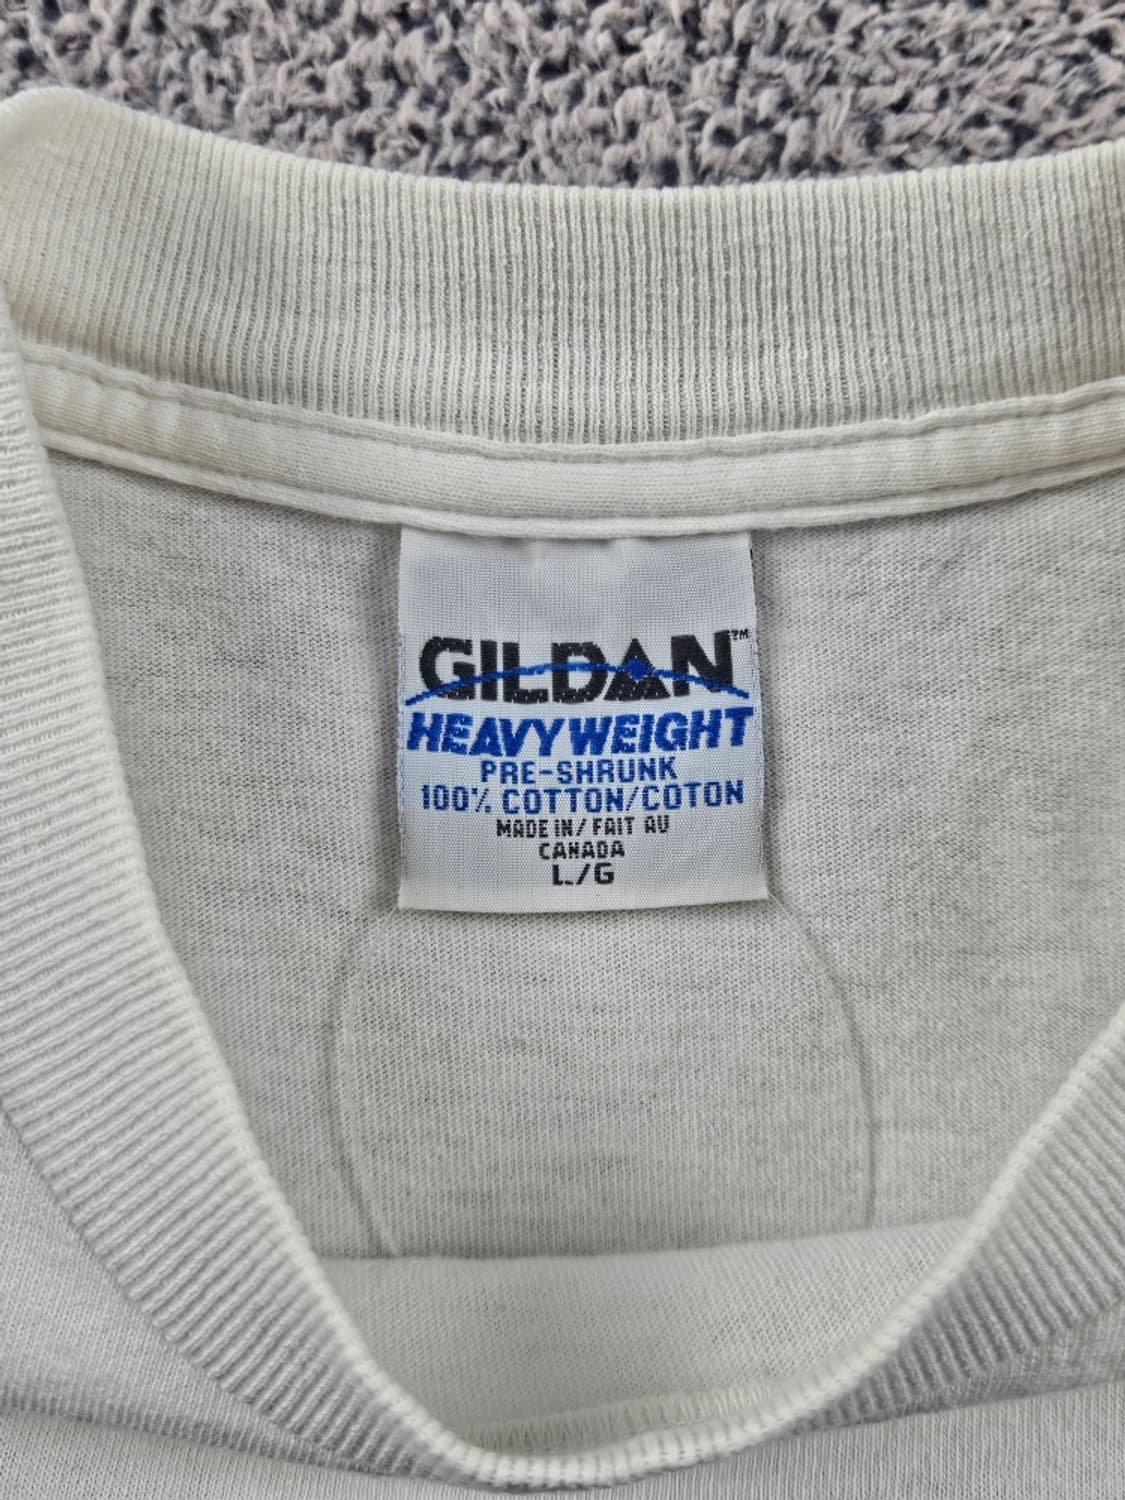 GILDAN™
HEAVYWEIGHT
PRE-SHRUNK
100% COTTON/COTON
MADE IN/FAIT AU
CANADA
L/G